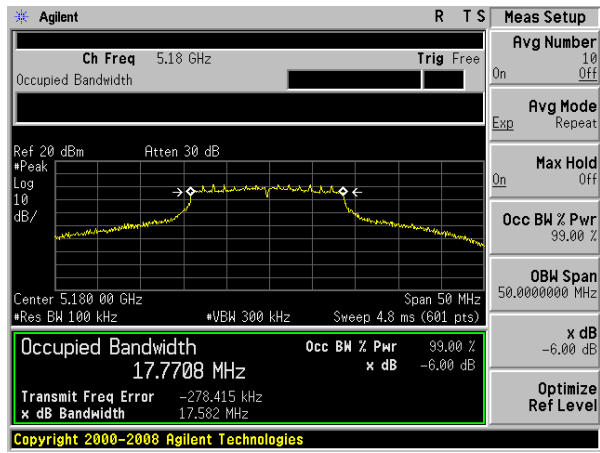 Agilent R T S Meas Setup
Ch Freq 5.18 GHz Trig Free
Occupied Bandwidth
Avg Number
10
On Off
Avg Mode
Exp Repeat
Max Hold
On Off
Occ BW % Pwr
99.00 %
OBW Span
50.0000000 MHz
x dB
-6.00 dB
Optimize
Ref Level
Ref 20 dBm Atten 30 dB
#Peak
Log
10
dB/
Center 5.180 00 GHz Span 50 MHz
#Res BW 100 kHz #VBW 300 kHz Sweep 4.8 ms (601 pts)
Occupied Bandwidth Occ BW % Pwr 99.00 %
17.7708 MHz x dB -6.00 dB
Transmit Freq Error -278.415 kHz
x dB Bandwidth 17.582 MHz
Copyright 2000-2008 Agilent Technologies